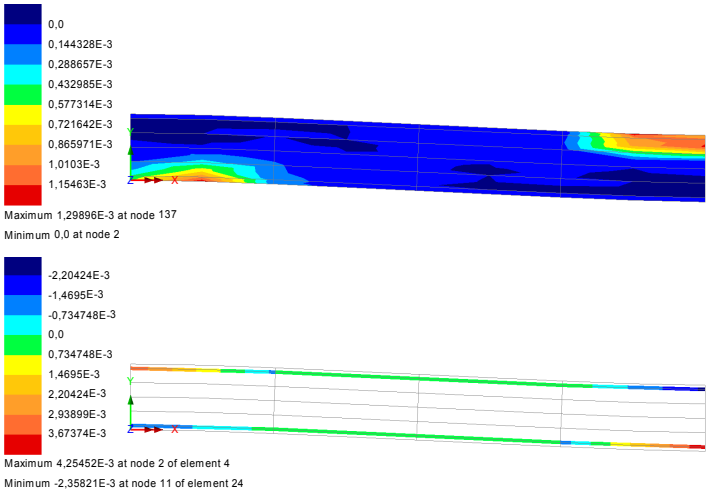 0,0
0,144328E-3
0,288657E-3
0,432985E-3
0,577314E-3
0,721642E-3
0,865971E-3
1,0103E-3
1,15463E-3
Y
Z X
Maximum 1,29896E-3 at node 137
Minimum 0,0 at node 2
-2,20424E-3
-1,4695E-3
-0,734748E-3
0,0
0,734748E-3
1,4695E-3
2,20424E-3
2,93899E-3
3,67374E-3
Y
Z X
Maximum 4,25452E-3 at node 2 of element 4
Minimum -2,35821E-3 at node 11 of element 24